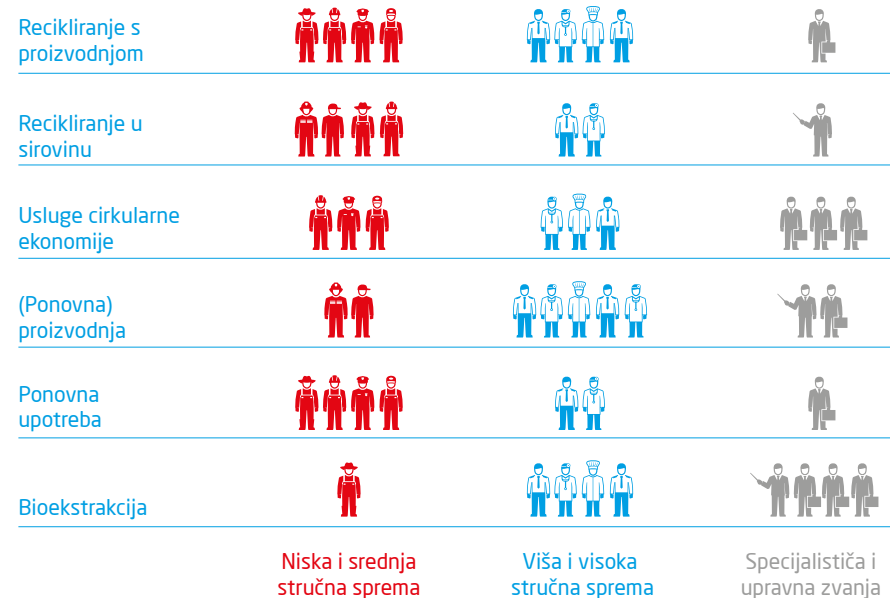 Recikliranje s
proizvodnjom
Recikliranje u
sirovinu
Usluge cirkularne
ekonomije
(Ponovna)
proizvodnja
Ponovna
upotreba
Bioekstrakcija
Niska i srednja
stručna sprema
Viša i visoka
stručna sprema
Specijalističa i
upravna zvanja